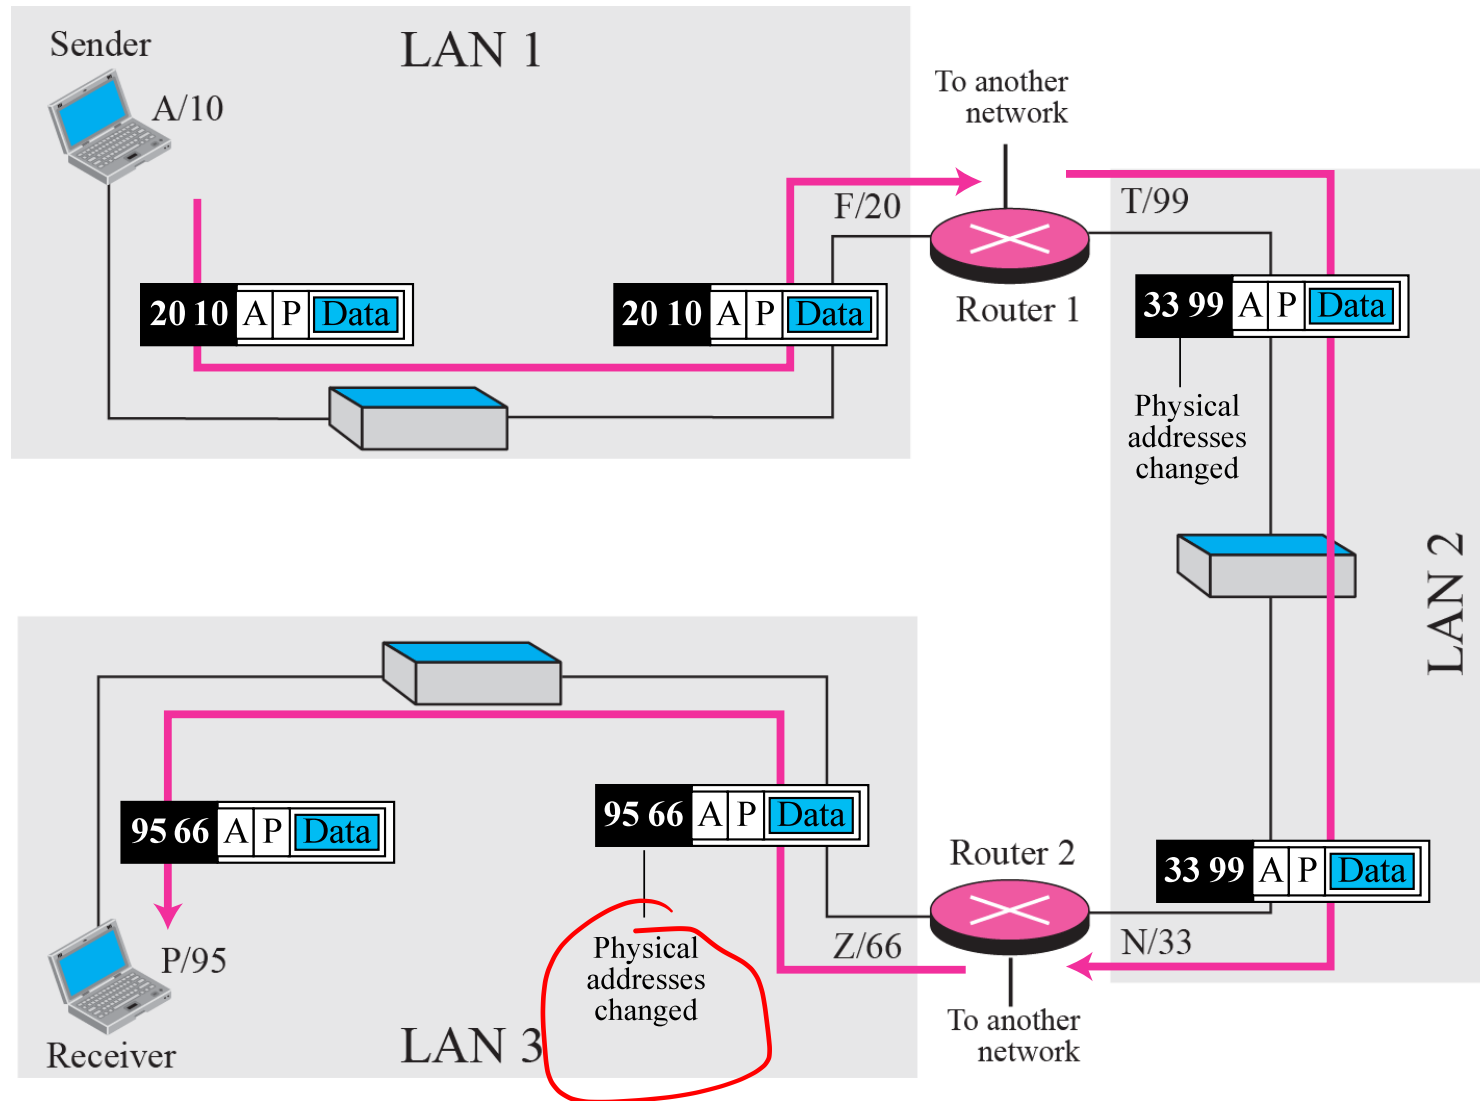 Sender
LAN 1
A/10
To another
network
F/20
T/99
Router 1
20 10 A P Data
20 10 A P Data
33 99 A P Data
Physical
addresses
changed
LAN 2
95 66 A P Data
95 66 A P Data
Router 2
33 99 A P Data
P/95
Physical
addresses
changed
Z/66
N/33
To another
network
Receiver
LAN 3